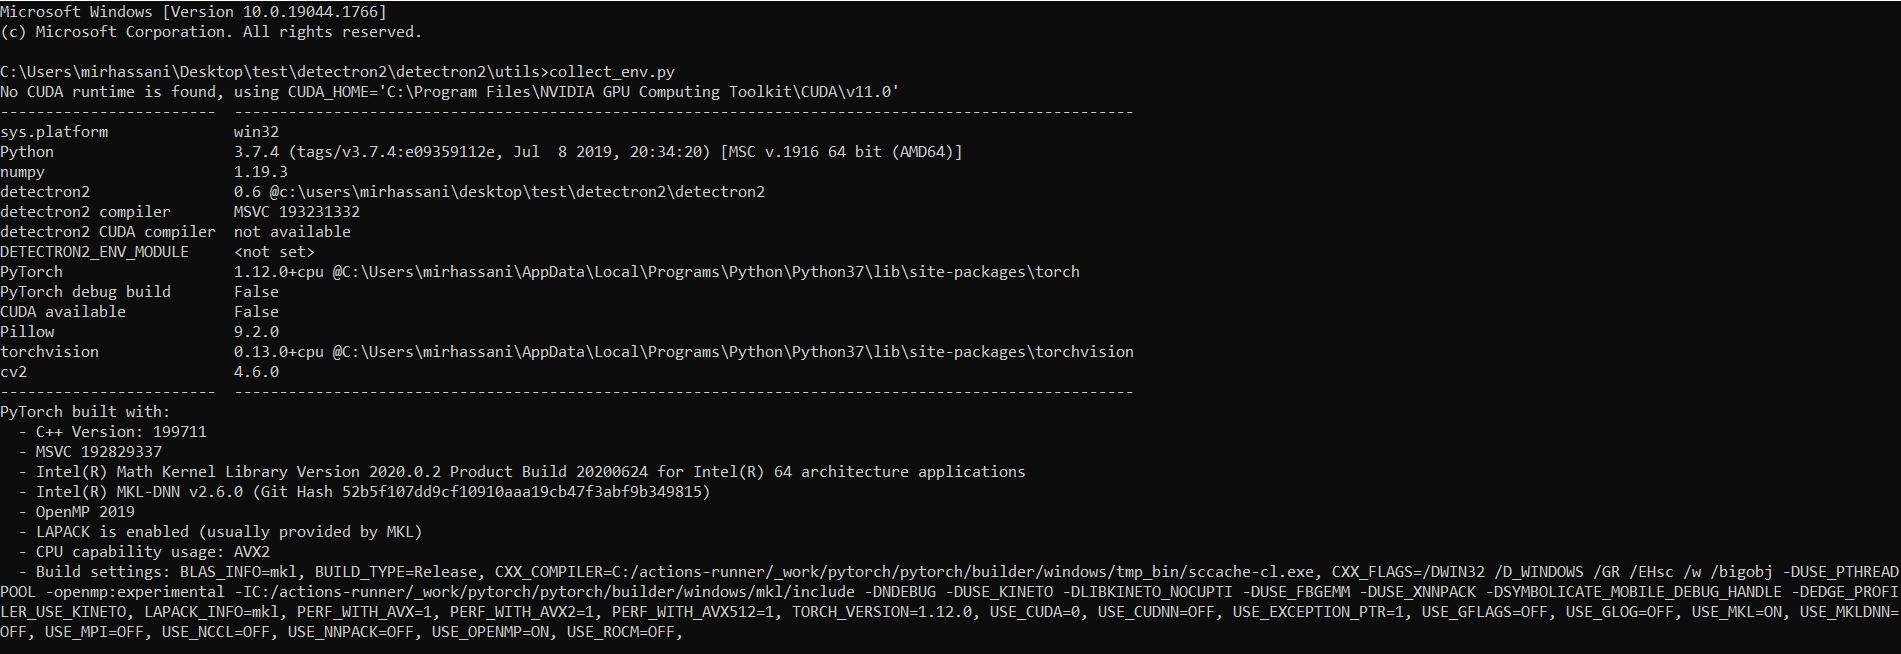 Microsoft Windows [Version 10.0.19044.1766]
(c) Microsoft Corporation. All rights reserved.
C:\Users\mirhassani\Desktop\test\detectron2\detectron2\utils>collect_env.py
No CUDA runtime is found, using CUDA_HOME='C:\Program Files\NVIDIA GPU Computing Toolkit\CUDA\v11.0'
------------------------  ----------------------------------------------------------------------------------------------------
sys.platform              win32
Python                    3.7.4 (tags/v3.7.4:e09359112e, Jul  8 2019, 20:34:20) [MSC v.1916 64 bit (AMD64)]
numpy                     1.19.3
detectron2                0.6 @c:\users\mirhassani\desktop\test\detectron2\detectron2
detectron2 compiler       MSVC 193231332
detectron2 CUDA compiler  not available
DETECTRON2_ENV_MODULE     <not set>
PyTorch                   1.12.0+cpu @C:\Users\mirhassani\AppData\Local\Programs\Python\Python37\lib\site-packages\torch
PyTorch debug build       False
CUDA available            False
Pillow                    9.2.0
torchvision               0.13.0+cpu @C:\Users\mirhassani\AppData\Local\Programs\Python\Python37\lib\site-packages\torchvision
cv2                       4.6.0
------------------------  ----------------------------------------------------------------------------------------------------
PyTorch built with:
  - C++ Version: 199711
  - MSVC 192829337
  - Intel(R) Math Kernel Library Version 2020.0.2 Product Build 20200624 for Intel(R) 64 architecture applications
  - Intel(R) MKL-DNN v2.6.0 (Git Hash 52b5f107dd9cf10910aaa19cb47f3abf9b349815)
  - OpenMP 2019
  - LAPACK is enabled (usually provided by MKL)
  - CPU capability usage: AVX2
  - Build settings: BLAS_INFO=mkl, BUILD_TYPE=Release, CXX_COMPILER=C:/actions-runner/_work/pytorch/pytorch/builder/windows/tmp_bin/sccache-cl.exe, CXX_FLAGS=/DWIN32 /D_WINDOWS /GR /EHsc /w /bigobj -DUSE_PTHREAD
POOL -openmp:experimental -IC:/actions-runner/_work/pytorch/pytorch/builder/windows/mkl/include -DNDEBUG -DUSE_KINETO -DLIBKINETO_NOCUPTI -DUSE_FBGEMM -DUSE_XNNPACK -DSYMBOLICATE_MOBILE_DEBUG_HANDLE -DEDGE_PROFI
LER_USE_KINETO, LAPACK_INFO=mkl, PERF_WITH_AVX=1, PERF_WITH_AVX2=1, PERF_WITH_AVX512=1, TORCH_VERSION=1.12.0, USE_CUDA=0, USE_CUDNN=OFF, USE_EXCEPTION_PTR=1, USE_GFLAGS=OFF, USE_GLOG=OFF, USE_MKL=ON, USE_MKLDNN=
OFF, USE_MPI=OFF, USE_NCCL=OFF, USE_NNPACK=OFF, USE_OPENMP=ON, USE_ROCM=OFF,